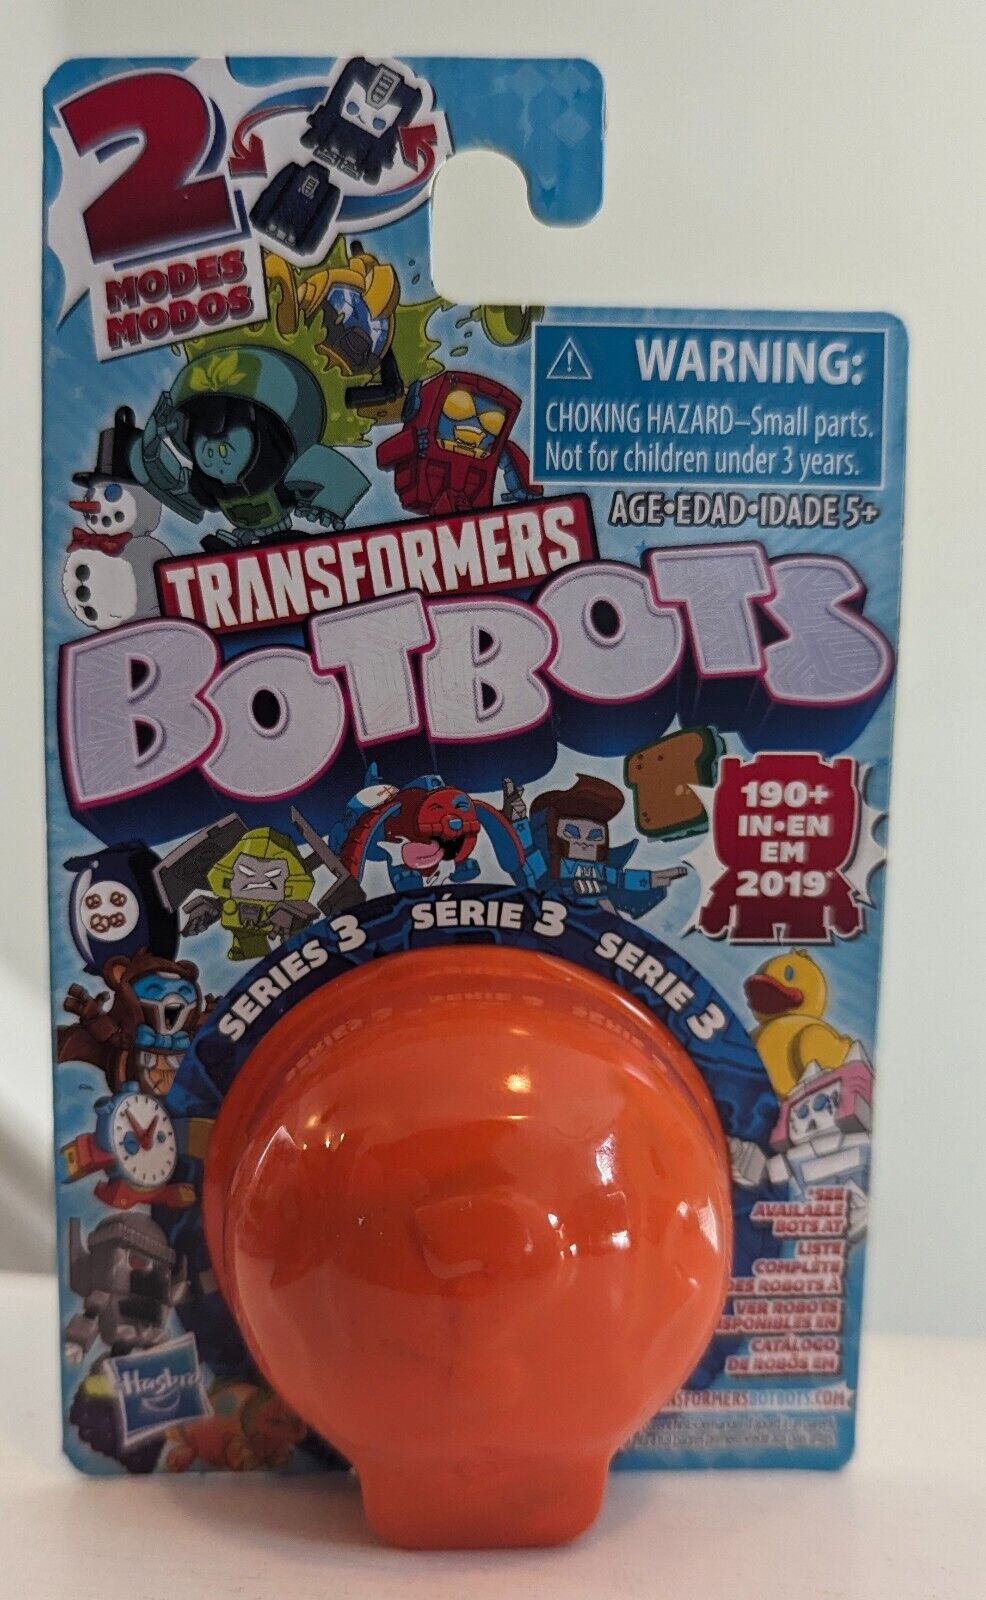 2
MODES
MODOS
WARNING:
CHOKING HAZARD–Small parts.
Not for children under 3 years.
AGE•EDAD•IDADE 5+
TRANSFORMERS
BOTBOTS
190+
IN•EN
EM
2019*
SERIES 3
SÉRIE 3
SERIE 3
*SEE
AVAILABLE
BOTS AT
LISTE
COMPLÈTE
DES ROBOTS À
VER ROBOTS
EN
CATÁLOGO
DE ROBÔS EM
BOTBOTS.COM
Hasbro